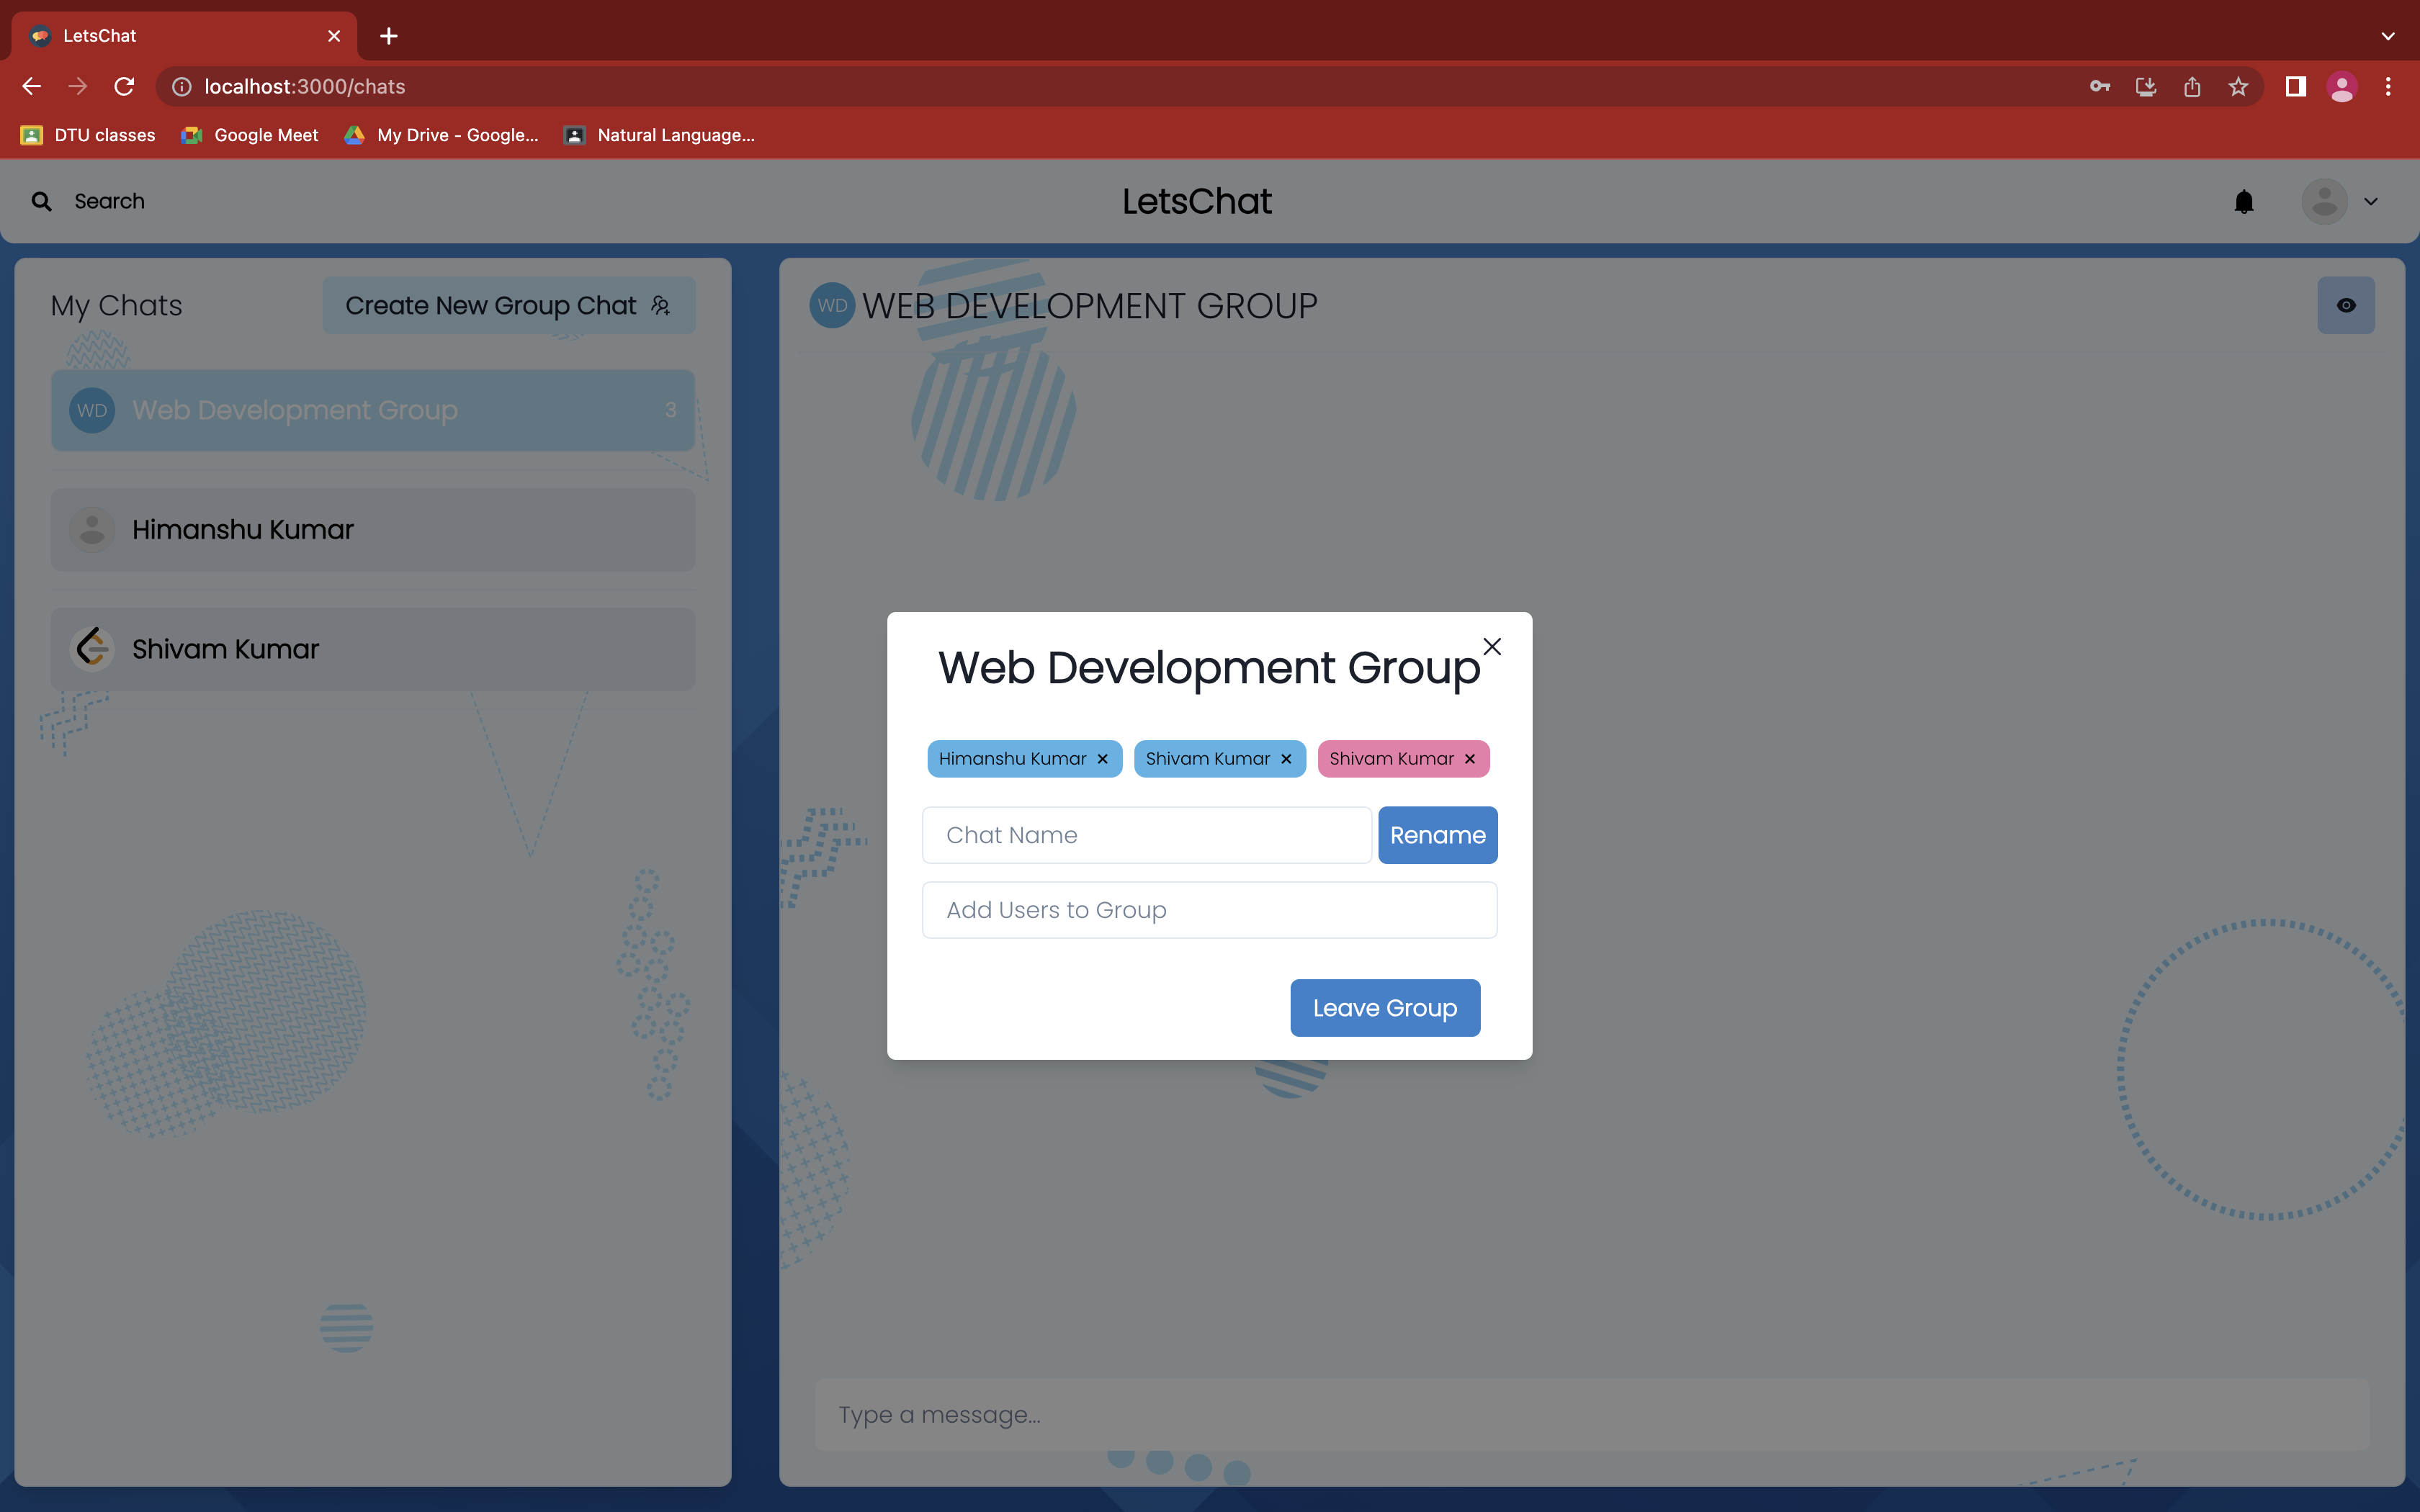 LetsChat
localhost:3000/chats
DTU classes Google Meet My Drive - Google... Natural Language...
Search LetsChat
My Chats Create New Group Chat
WD Web Development Group 3
Himanshu Kumar
Shivam Kumar
WD WEB DEVELOPMENT GROUP
Web Development Group
Himanshu Kumar Shivam Kumar Shivam Kumar
Chat Name Rename
Add Users to Group
Leave Group
Type a message...